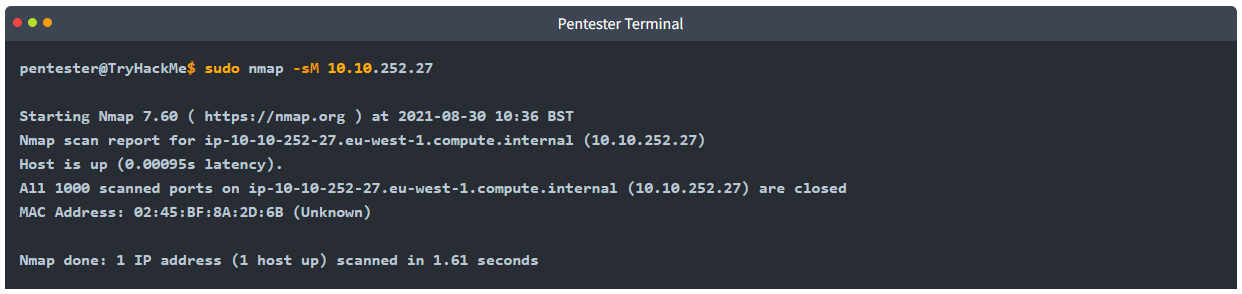 Pentester Terminal
pentester@TryHackMe$ sudo nmap -sM 10.10.252.27
Starting Nmap 7.60 ( https://nmap.org ) at 2021-08-30 10:36 BST
Nmap scan report for ip-10-10-252-27.eu-west-1.compute.internal (10.10.252.27)
Host is up (0.00095s latency).
All 1000 scanned ports on ip-10-10-252-27.eu-west-1.compute.internal (10.10.252.27) are closed
MAC Address: 02:45:BF:8A:2D:6B (Unknown)
Nmap done: 1 IP address (1 host up) scanned in 1.61 seconds